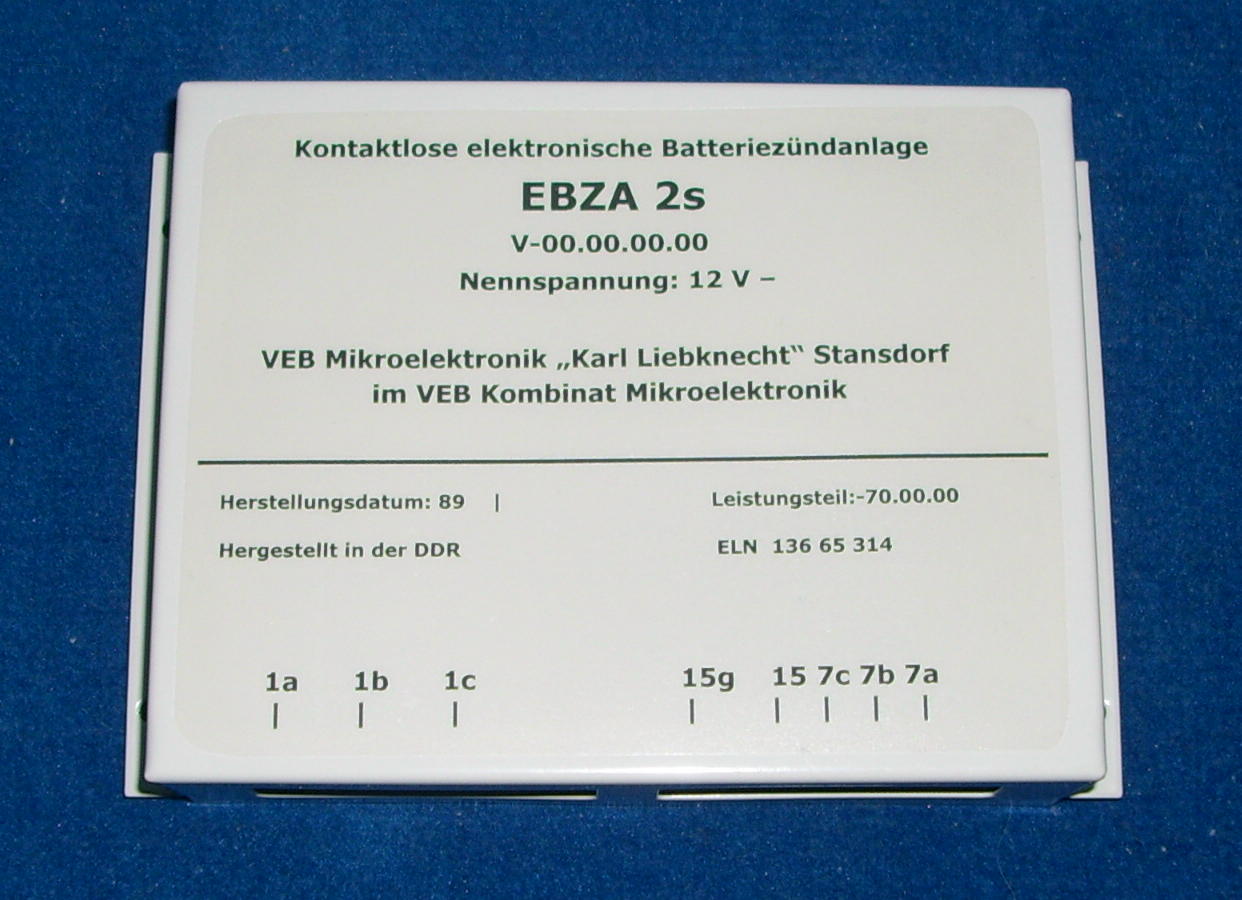 Kontaktlose elektronische Batteriezündanlage
EBZA 2s
V-00.00.00.00
Nennspannung: 12 V –
VEB Mikroelektronik „Karl Liebknecht“ Stansdorf
im VEB Kombinat Mikroelektronik
Herstellungsdatum: 89 | Leistungsteil:-70.00.00
Hergestellt in der DDR ELN 136 65 314
1a 1b 1c 15g 15 7c 7b 7a